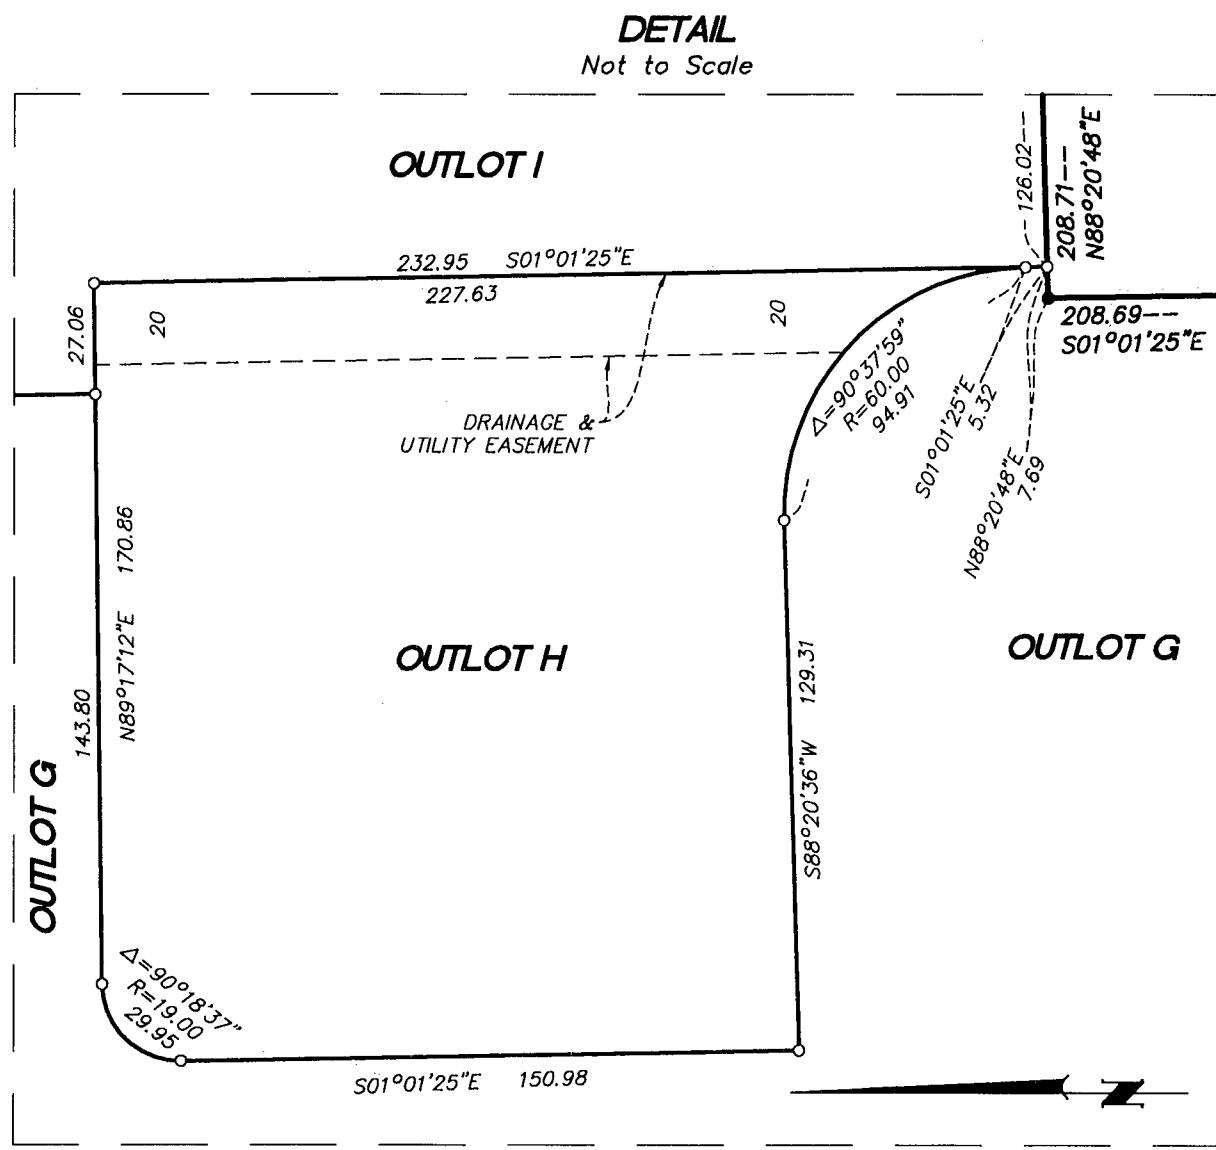 DETAIL
Not to Scale
OUTLOT I
126.02
208.71--
N88°20'48"E
232.95 S01°01'25"E
227.63
27.06
20
20
208.69--
S01°01'25"E
Δ=90°37'59"
R=60.00
94.91
S01°01'25"E
5.32
N88°20'48"E
7.69
DRAINAGE &
UTILITY EASEMENT
N89°17'12"E 170.86
143.80
OUTLOT H
S88°20'36"W 129.31
OUTLOT G
OUTLOT G
Δ=90°18'37"
R=19.00
29.95
S01°01'25"E 150.98
N